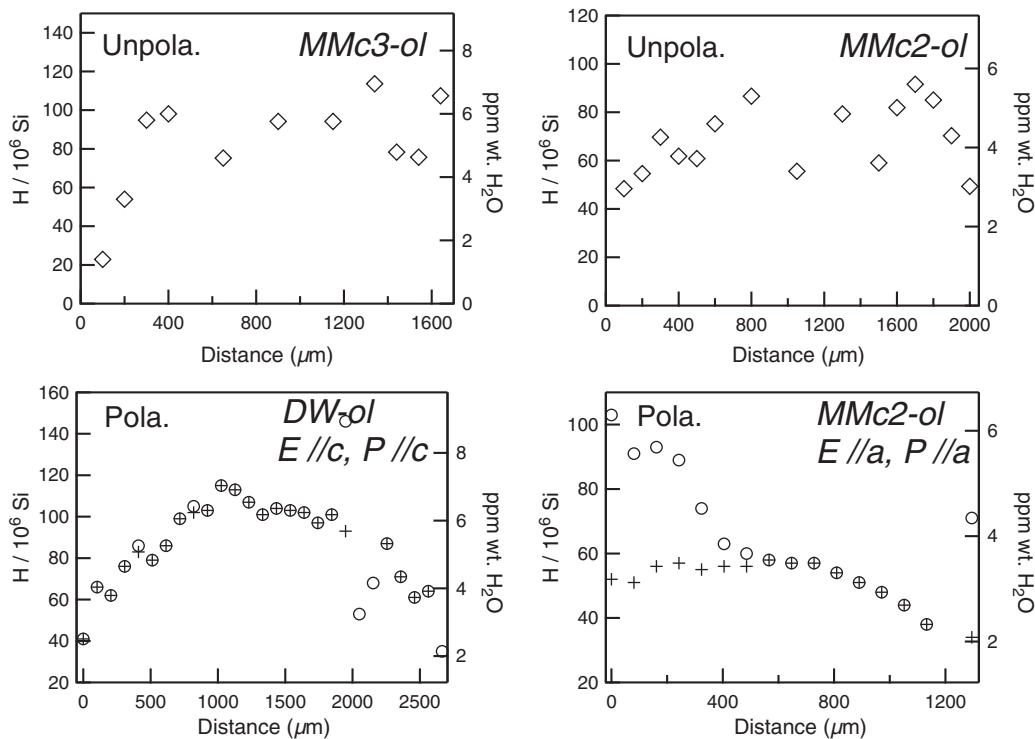 Unpola.
MMc3-ol
140
120
100
80
60
40
20
0
H / 10⁶ Si
8
6
4
2
0
ppm wt. H₂O
0 400 800 1200 1600
Distance (µm)
Unpola.
MMc2-ol
120
100
80
60
40
20
0
H / 10⁶ Si
6
4
2
0
ppm wt. H₂O
0 400 800 1200 1600 2000
Distance (µm)
Pola.
DW-ol
E //c, P //c
160
140
120
100
80
60
40
20
H / 10⁶ Si
8
6
4
2
ppm wt. H₂O
0 500 1000 1500 2000 2500
Distance (µm)
Pola.
MMc2-ol
E //a, P //a
100
80
60
40
20
H / 10⁶ Si
6
4
2
ppm wt. H₂O
0 400 800 1200
Distance (µm)